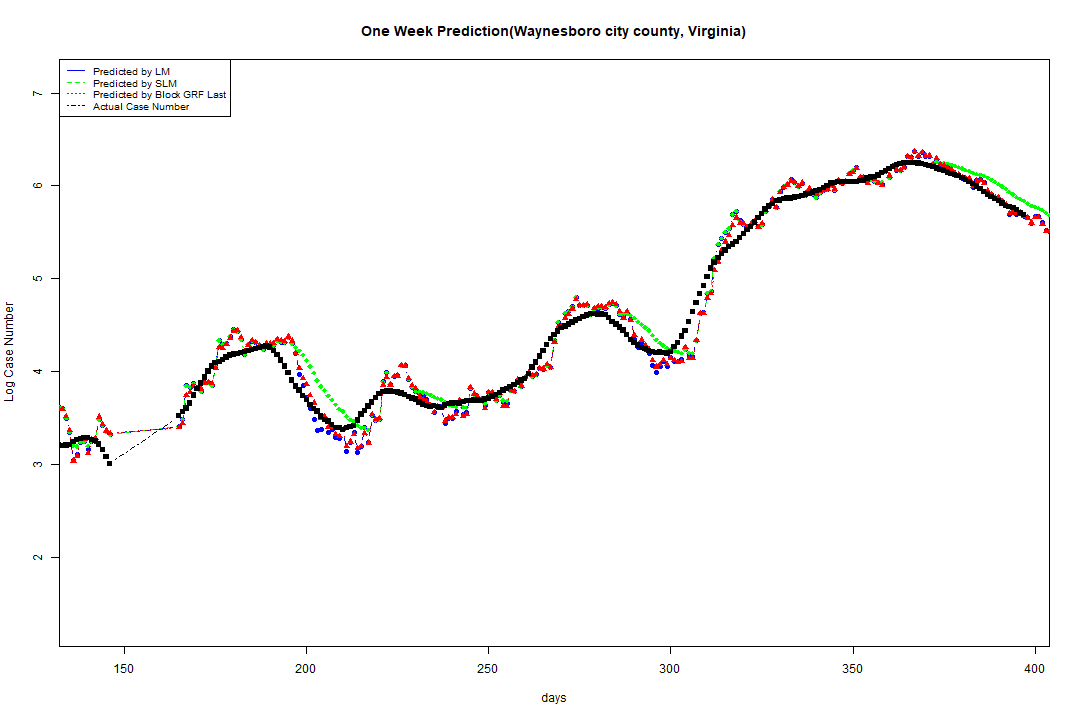 One Week Prediction(Waynesboro city county, Virginia)
Predicted by LM
Predicted by SLM
Predicted by Block GRF Last
Actual Case Number
7
6
5
4
3
2
Log Case Number
150 200 250 300 350 400
days